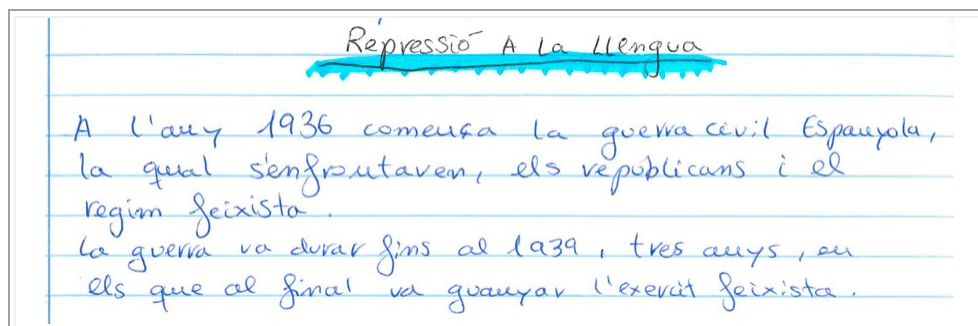 Repressió A La Llengua
A l'any 1936 comença la guerra civil Espanyola,
la qual s'enfrontaven, els republicans i el
regim feixista.
La guerra va durar fins al 1939, tres anys, en
els que al final va guanyar l'exercit feixista.